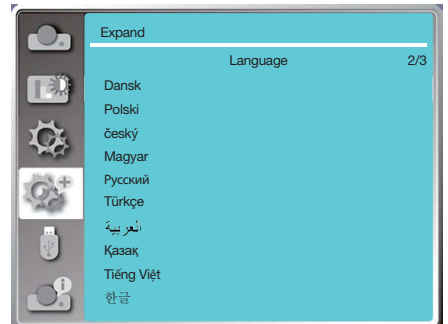 Expand
Language 2/3
Dansk
Polski
český
Magyar
Русский
Türkçe
العربية
Қазақ
Tiếng Việt
한글